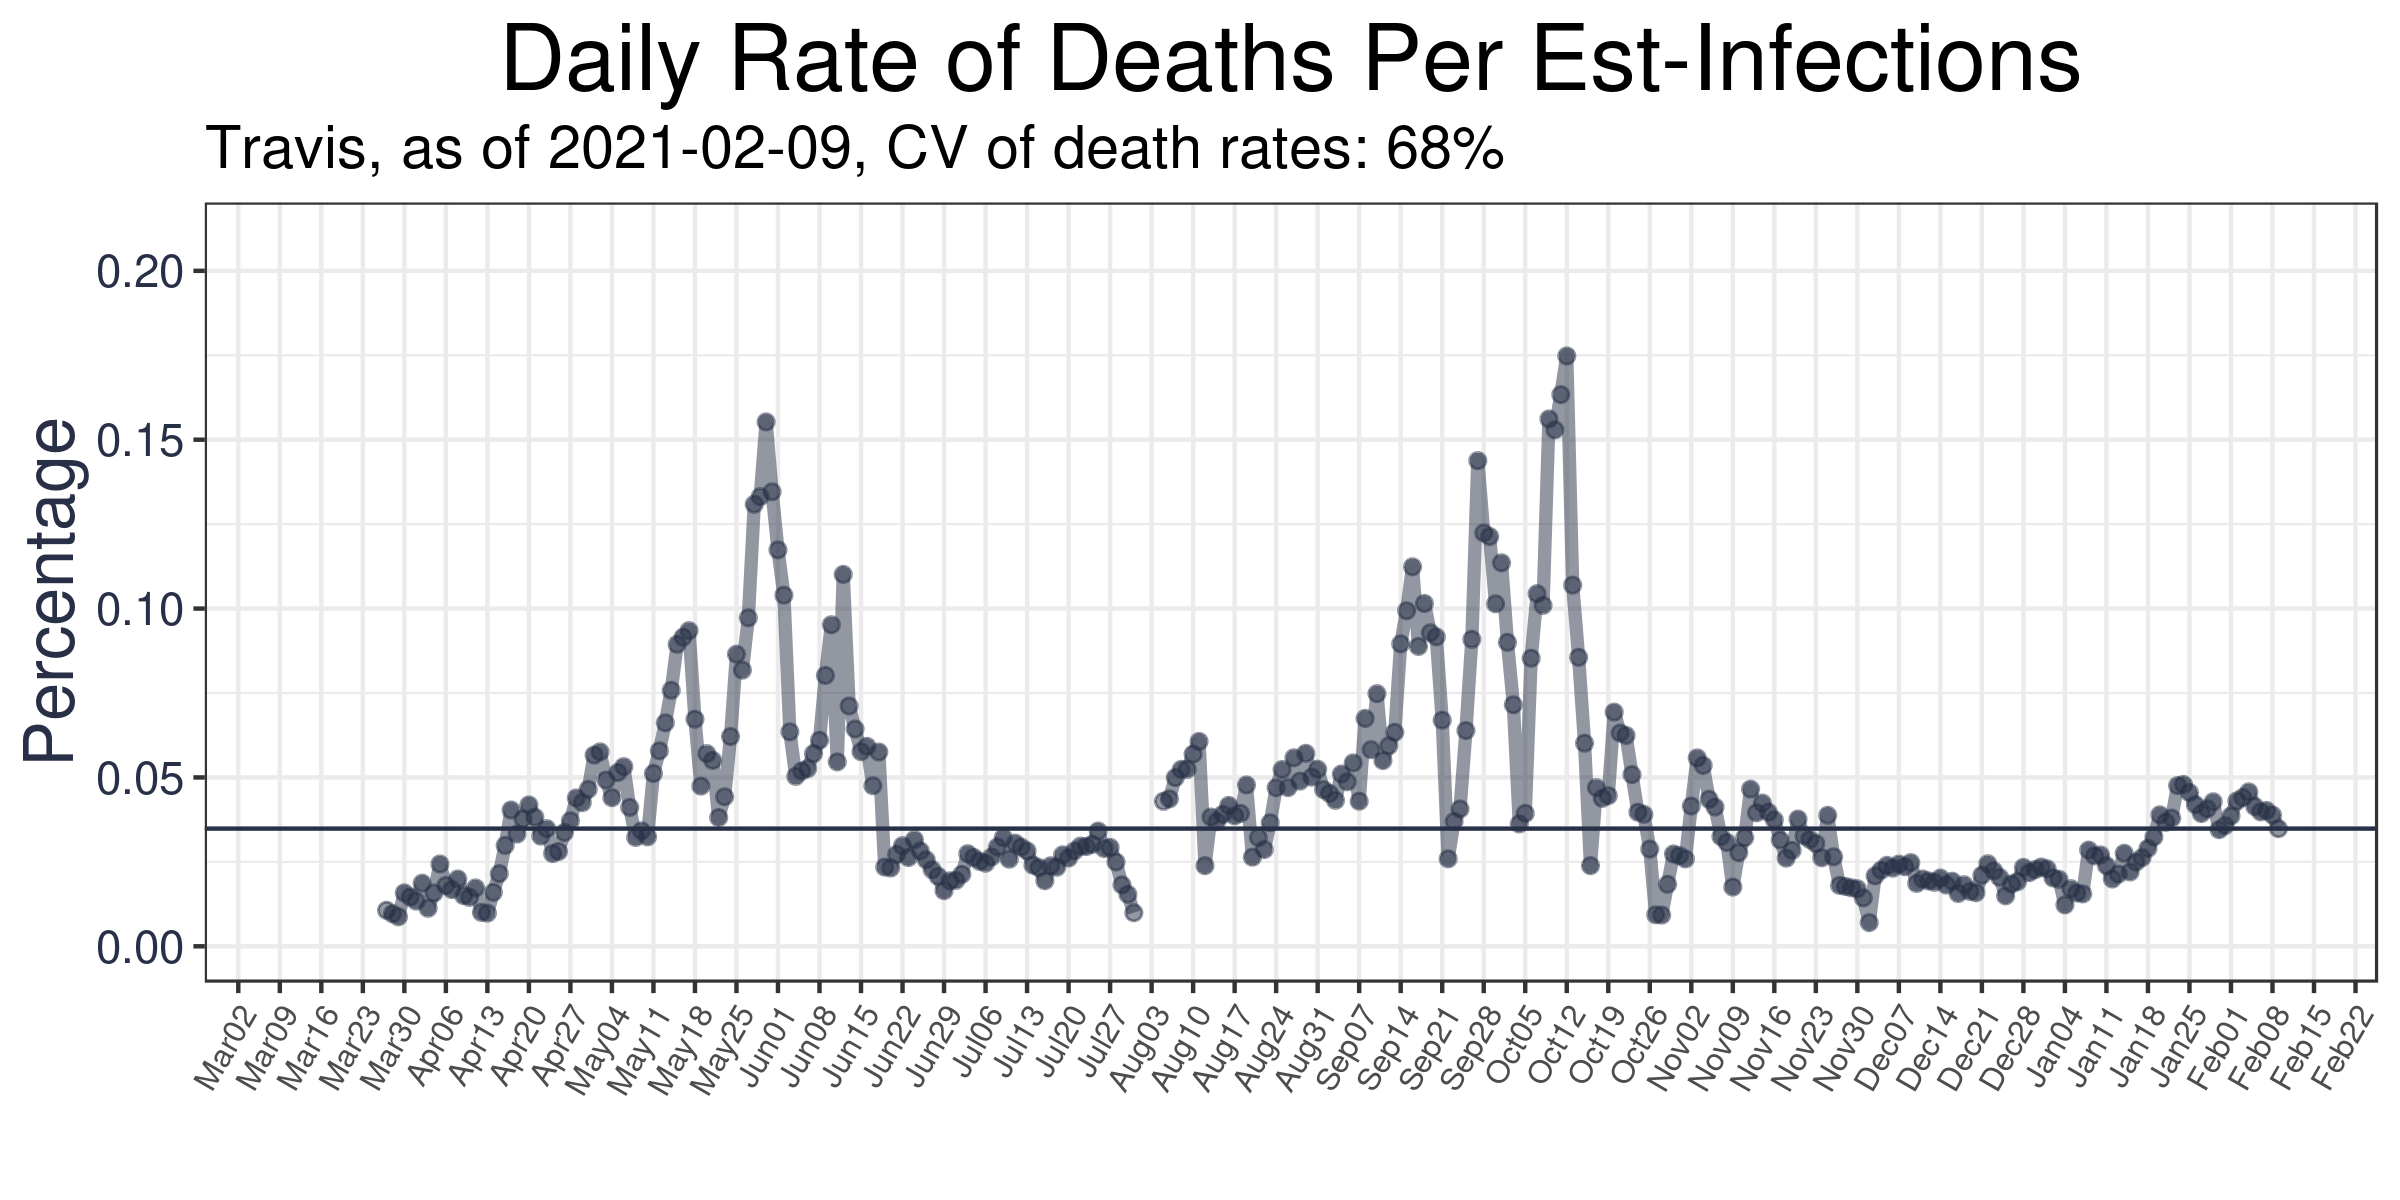 Daily Rate of Deaths Per Est-Infections
Travis, as of 2021-02-09, CV of death rates: 68%
Percentage
0.20
0.15
0.10
0.05
0.00
Mar02
Mar09
Mar16
Mar23
Mar30
Apr06
Apr13
Apr20
Apr27
May04
May11
May18
May25
Jun01
Jun08
Jun15
Jun22
Jun29
Jul06
Jul13
Jul20
Jul27
Aug03
Aug10
Aug17
Aug24
Aug31
Sep07
Sep14
Sep21
Sep28
Oct05
Oct12
Oct19
Oct26
Nov02
Nov09
Nov16
Nov23
Nov30
Dec07
Dec14
Dec21
Dec28
Jan04
Jan11
Jan18
Jan25
Feb01
Feb08
Feb15
Feb22